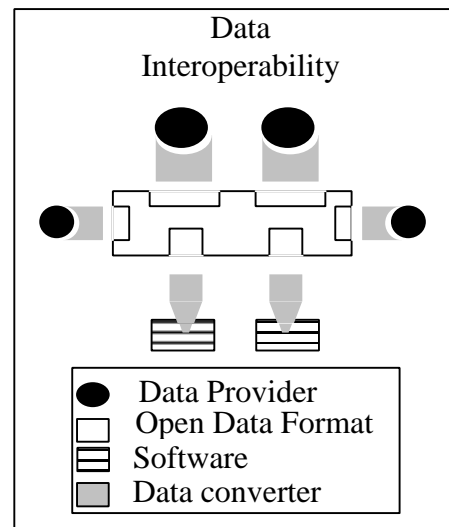 Data
Interoperability
Data Provider
Open Data Format
Software
Data converter